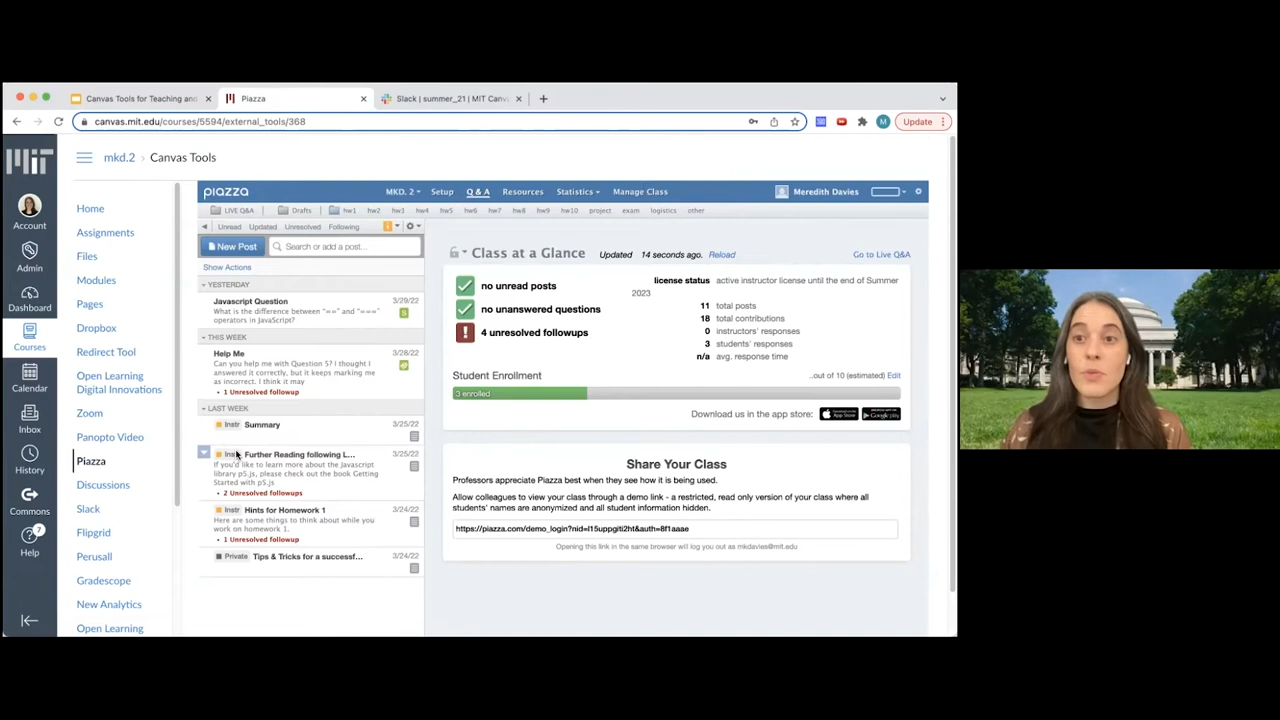 Canvas Tools for Teaching and
Piazza
Slack | summer_21 | MIT Canv
canvas.mit.edu/courses/5594/external_tools/368
M
Update
mkd.2 › Canvas Tools
MIT
Account
Admin
Dashboard
Courses
Calendar
Inbox
History
Commons
7
Help
Home
Assignments
Files
Modules
Pages
Dropbox
Redirect Tool
Open Learning
Digital Innovations
Zoom
Panopto Video
Piazza
Discussions
Slack
Flipgrid
Perusall
Gradescope
New Analytics
Open Learning
piazza
MKD. 2 Setup Q & A Resources Statistics Manage Class
Meredith Davies
LIVE Q&A Drafts hw1 hw2 hw3 hw4 hw5 hw6 hw7 hw8 hw9 hw10 project exam logistics other
Unread Updated Unresolved Following
New Post
Search or add a post...
Show Actions
YESTERDAY
Javascript Question 3/29/22
What is the difference between "==" and "==="
operators in JavaScript?
S
THIS WEEK
Help Me 3/28/22
Can you help me with Question 5? I thought I
answered it correctly, but it keeps marking me
as incorrect. I think it may
• 1 Unresolved followup
LAST WEEK
Instr Summary 3/25/22
Instr Further Reading following L... 3/25/22
If you'd like to learn more about the Javascript
library p5.js, please check out the book Getting
Started with p5.js
• 2 Unresolved followups
Instr Hints for Homework 1 3/24/22
Here are some things to think about while you
work on homework 1.
• 1 Unresolved followup
Private Tips & Tricks for a successf... 3/24/22
Class at a Glance Updated 14 seconds ago. Reload
Go to Live Q&A
no unread posts
no unanswered questions
! 4 unresolved followups
license status active instructor license until the end of Summer
2023
11 total posts
18 total contributions
0 instructors' responses
3 students' responses
n/a avg. response time
Student Enrollment ..out of 10 (estimated) Edit
3 enrolled
Download us in the app store:
App Store
Google play
Share Your Class
Professors appreciate Piazza best when they see how it is being used.
Allow colleagues to view your class through a demo link - a restricted, read only version of your class where all
students' names are anonymized and all student information hidden.
https://piazza.com/demo_login?nid=l15uppgiti2ht&auth=8f1aaae
Opening this link in the same browser will log you out as mkdavies@mit.edu